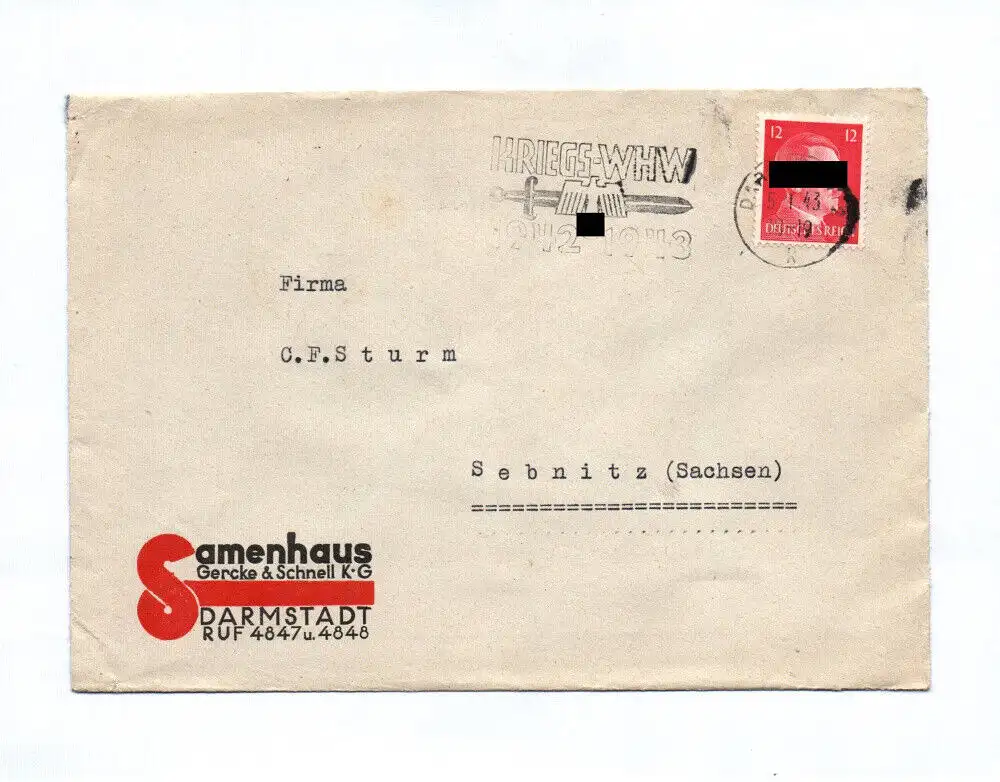 KRIEGS-WHW
1942 1943
12 12
5.1.43
DEUTSCHES REICH
Firma
C.F.Sturm
Sebnitz (Sachsen)
Samenhaus
Gercke & Schnell K·G
DARMSTADT
RUF 4847 u. 4848